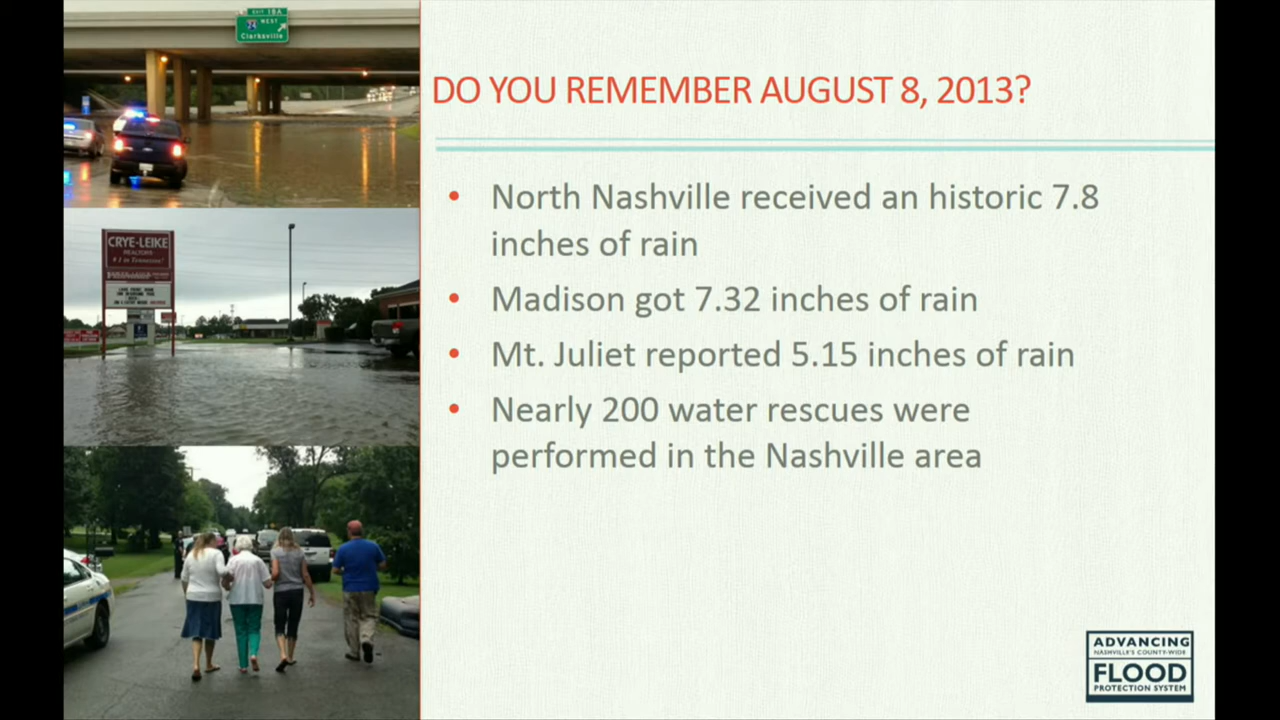 EXIT 18A
WEST
Clarksville
CRYE-LEIKE
REALTORS
# 1 in Tennessee!
DO YOU REMEMBER AUGUST 8, 2013?
• North Nashville received an historic 7.8
inches of rain
• Madison got 7.32 inches of rain
• Mt. Juliet reported 5.15 inches of rain
• Nearly 200 water rescues were
performed in the Nashville area
ADVANCING
NASHVILLE'S COUNTY-WIDE
FLOOD
PROTECTION SYSTEM